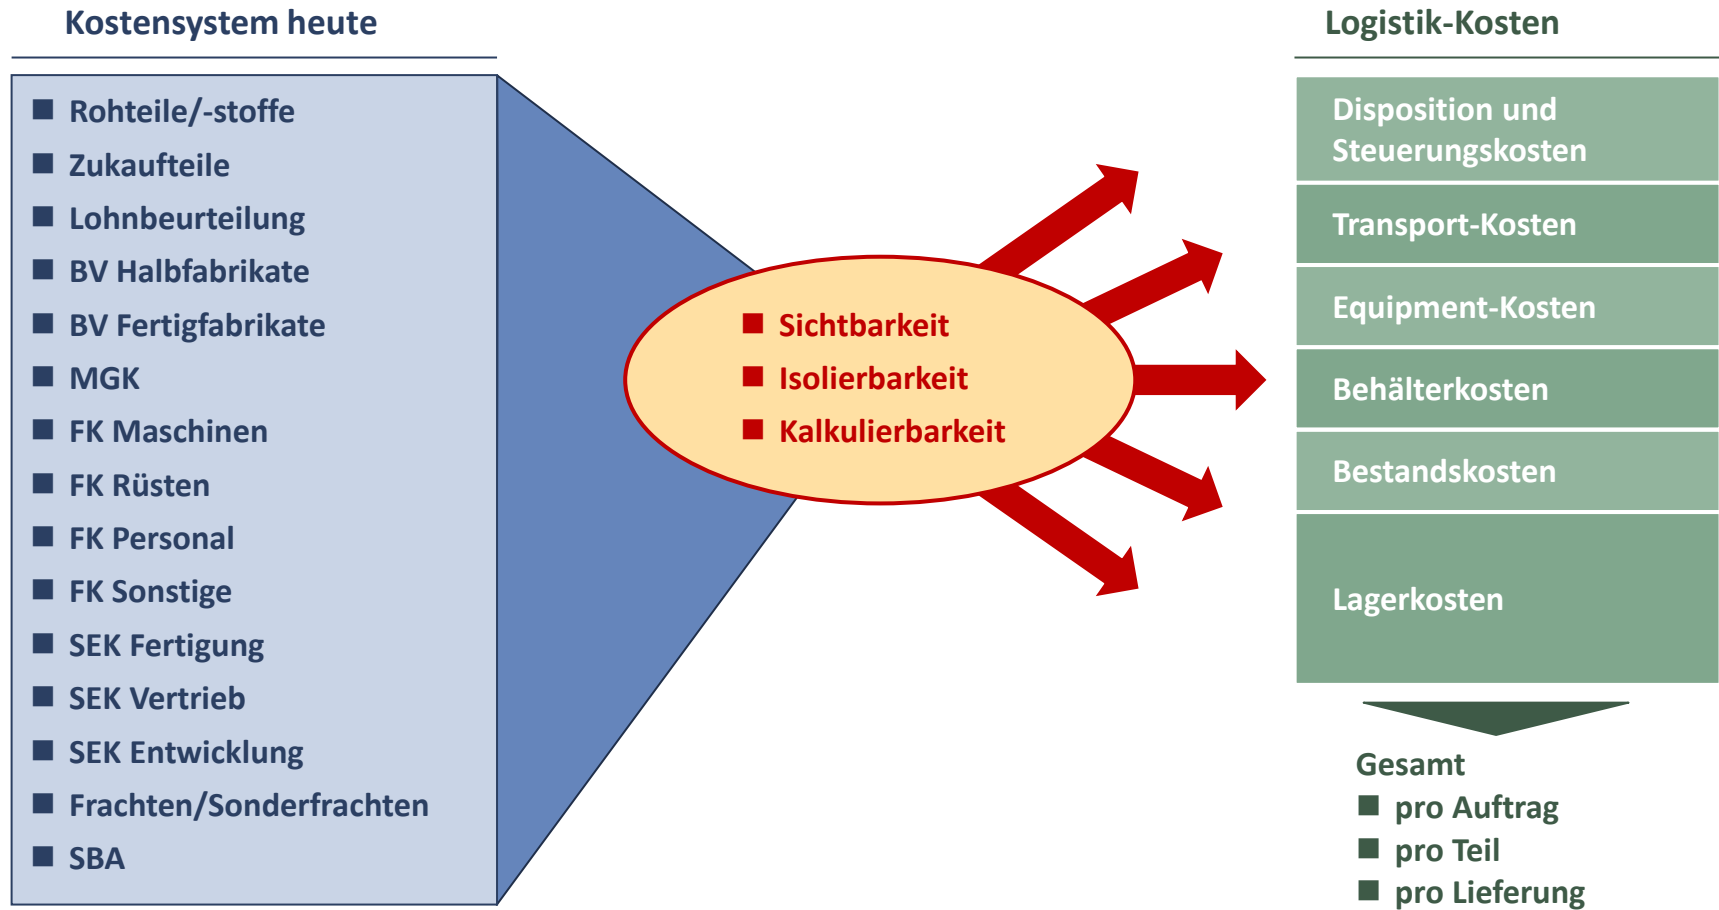 Kostensystem heute
Rohteile/-stoffe
Zukaufteile
Lohnbeurteilung
BV Halbfabrikate
BV Fertigfabrikate
MGK
FK Maschinen
FK Rüsten
FK Personal
FK Sonstige
SEK Fertigung
SEK Vertrieb
SEK Entwicklung
Frachten/Sonderfrachten
SBA
Sichtbarkeit
Isolierbarkeit
Kalkulierbarkeit
Logistik-Kosten
Disposition und
Steuerungskosten
Transport-Kosten
Equipment-Kosten
Behälterkosten
Bestandskosten
Lagerkosten
Gesamt
pro Auftrag
pro Teil
pro Lieferung